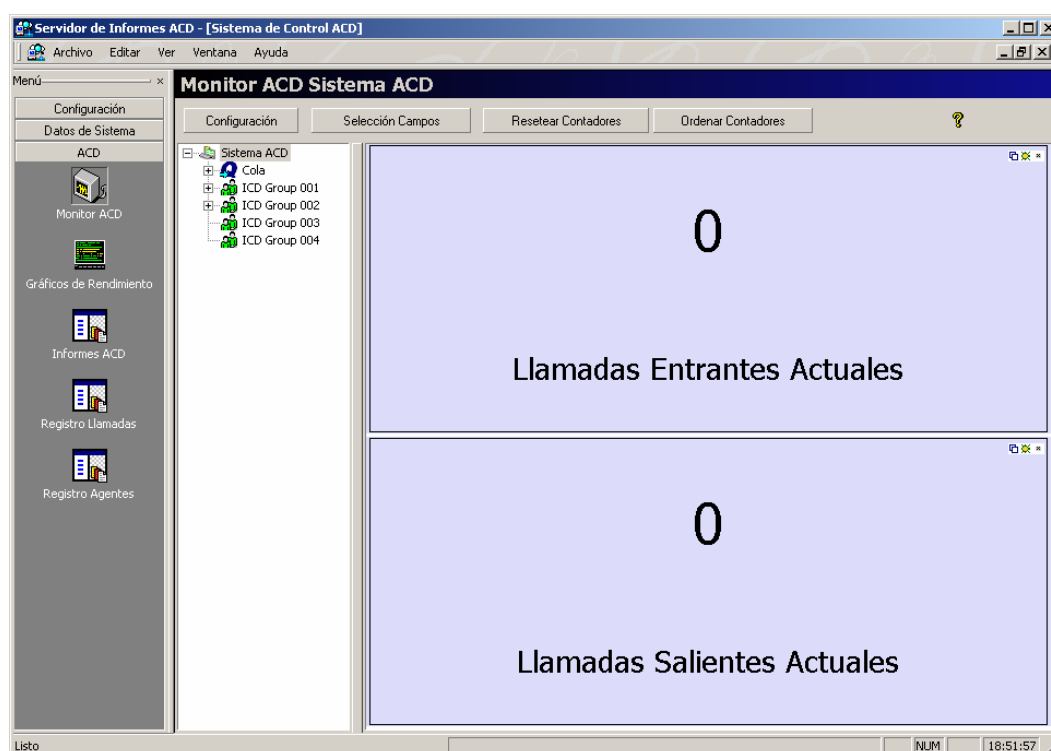 Servidor de Informes ACD - [Sistema de Control ACD]
Archivo Editar Ver Ventana Ayuda
Menú
Configuración
Datos de Sistema
ACD
Monitor ACD
Gráficos de Rendimiento
Informes ACD
Registro Llamadas
Registro Agentes
Monitor ACD Sistema ACD
Configuración Selección Campos Resetear Contadores Ordenar Contadores
Sistema ACD
Cola
ICD Group 001
ICD Group 002
ICD Group 003
ICD Group 004
0
Llamadas Entrantes Actuales
0
Llamadas Salientes Actuales
Listo NUM 18:51:57